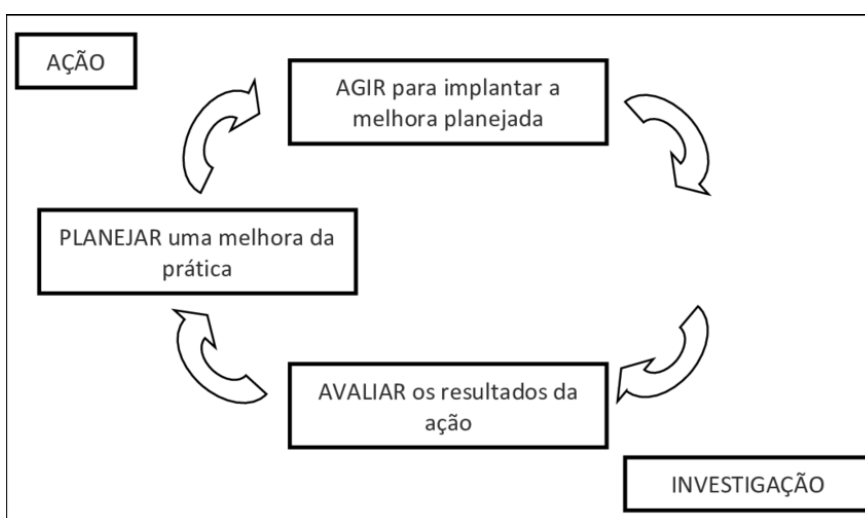 AÇÃO
AGIR para implantar a
melhora planejada
PLANEJAR uma melhora da
prática
AVALIAR os resultados da
ação
INVESTIGAÇÃO